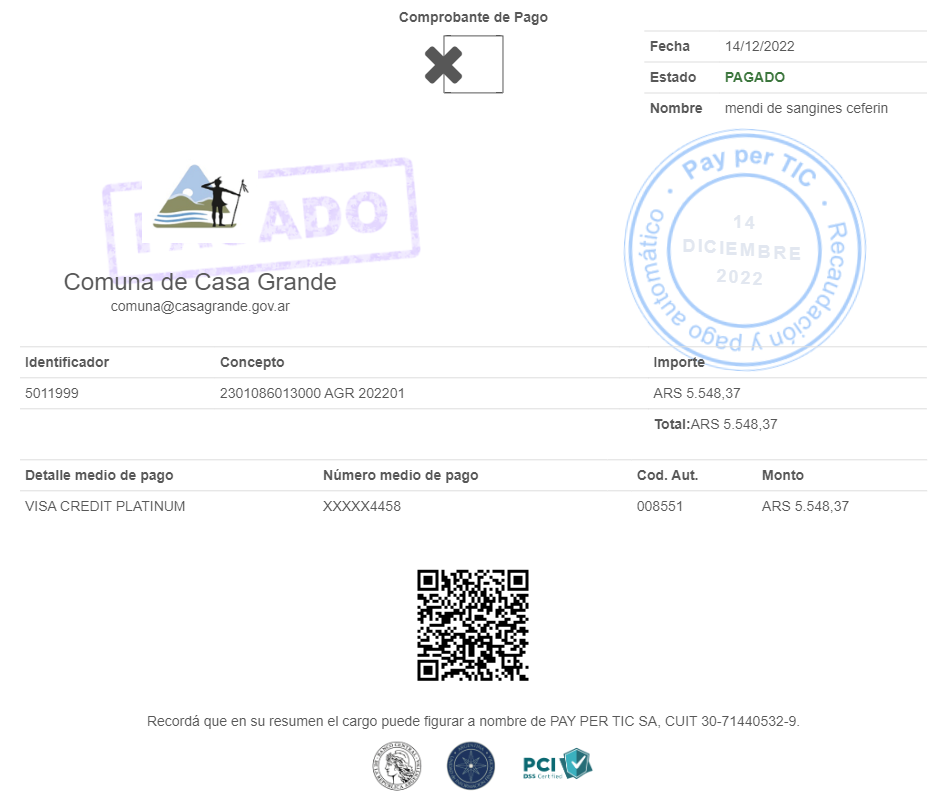 Comprobante de Pago
Fecha 14/12/2022
Estado PAGADO
Nombre mendi de sangines ceferin
PAGADO
Pay per TIC
Recaudación y pago automático
14
DICIEMBRE
2022
Comuna de Casa Grande
comuna@casagrande.gov.ar
Identificador Concepto Importe
5011999 2301086013000 AGR 202201 ARS 5.548,37
Total:ARS 5.548,37
Detalle medio de pago Número medio de pago Cod. Aut. Monto
VISA CREDIT PLATINUM XXXXX4458 008551 ARS 5.548,37
Recordá que en su resumen el cargo puede figurar a nombre de PAY PER TIC SA, CUIT 30-71440532-9.
PCI
DSS Certified